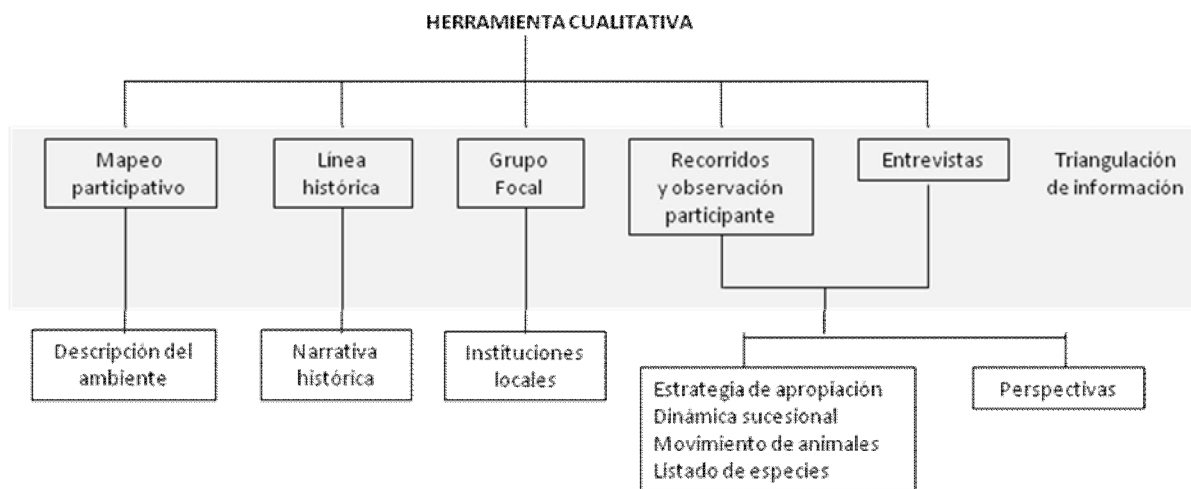 HERRAMIENTA CUALITATIVA
Mapeo
participativo
Línea
histórica
Grupo
Focal
Recorridos
y observación
participante
Entrevistas
Triangulación
de información
Descripción del
ambiente
Narrativa
histórica
Instituciones
locales
Estrategia de apropiación
Dinámica sucesional
Movimiento de animales
Listado de especies
Perspectivas